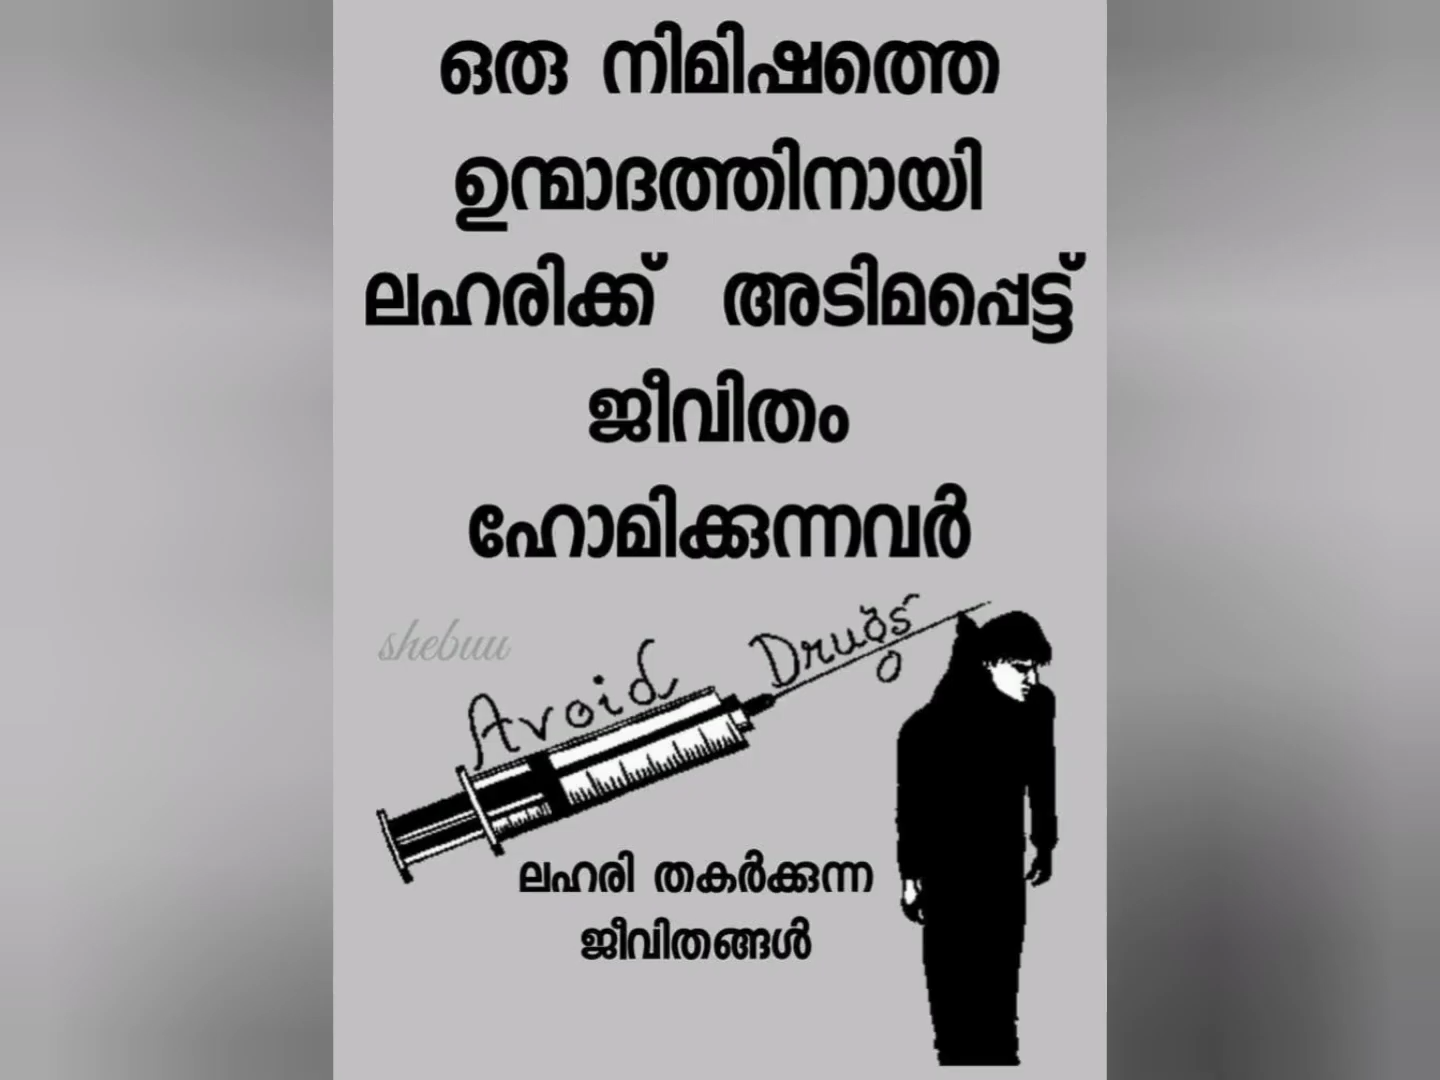 ഒരു നിമിഷത്തെ
ഉന്മാദത്തിനായി
ലഹരിക്ക് അടിമപ്പെട്ട്
ജീവിതം
ഹോമിക്കുന്നവർ
shebuu
Avoid Drugs
ലഹരി തകർക്കുന്ന
ജീവിതങ്ങൾ